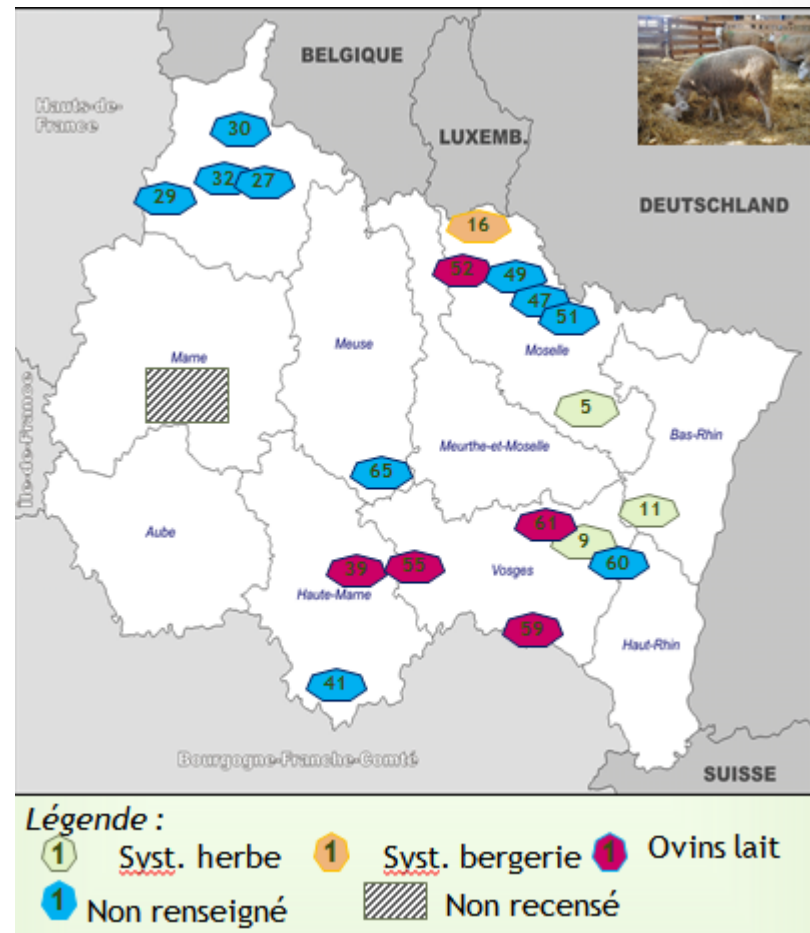 BELGIQUE
Hauts-de-
France
LUXEMB.
DEUTSCHLAND
30
32
27
29
16
52
49
47
51
Meuse
Marne
Moselle
5
Bas-Rhin
Île-de-France
Meurthe-et-Moselle
65
11
61
9
Aube
39
55
Vosges
60
Haute-Marne
59
Haut-Rhin
41
Bourgogne-Franche-Comté
SUISSE
Légende :
1 Syst. herbe 1 Syst. bergerie 1 Ovins lait
1 Non renseigné Non recensé